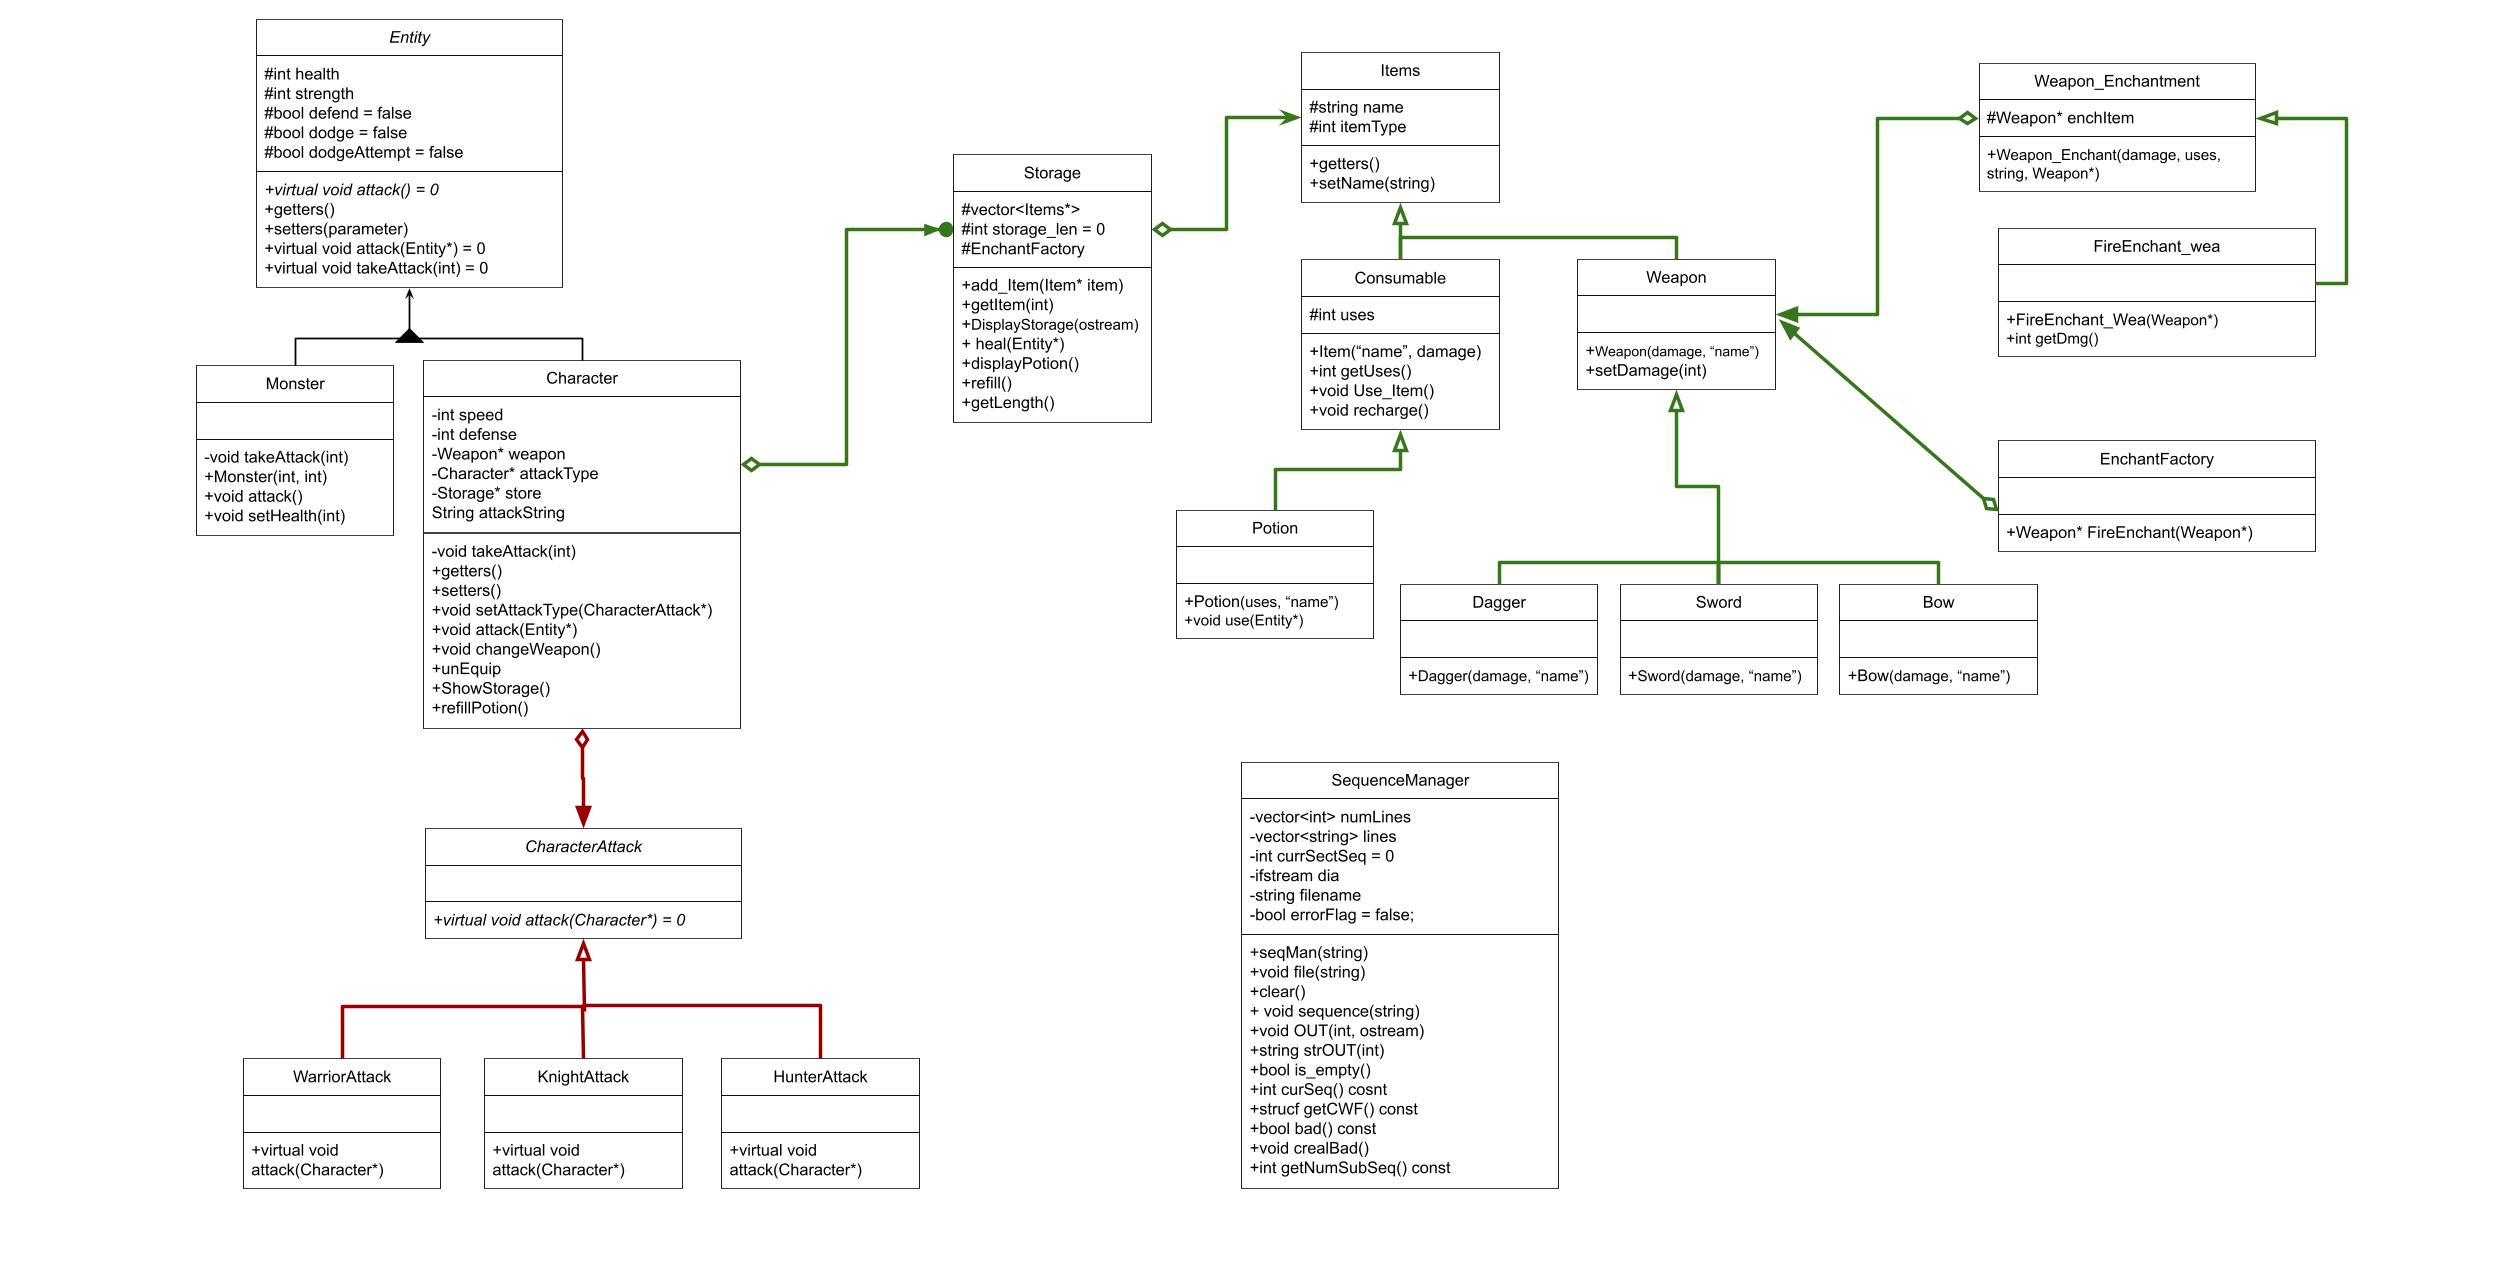 Entity
#int health
#int strength
#bool defend = false
#bool dodge = false
#bool dodgeAttempt = false
+virtual void attack() = 0
+getters()
+setters(parameter)
+virtual void attack(Entity*) = 0
+virtual void takeAttack(int) = 0
Monster
-void takeAttack(int)
+Monster(int, int)
+void attack()
+void setHealth(int)
Character
-int speed
-int defense
-Weapon* weapon
-Character* attackType
-Storage* store
String attackString
-void takeAttack(int)
+getters()
+setters()
+void setAttackType(CharacterAttack*)
+void attack(Entity*)
+void changeWeapon()
+unEquip
+ShowStorage()
+refillPotion()
CharacterAttack
+virtual void attack(Character*) = 0
WarriorAttack
+virtual void
attack(Character*)
KnightAttack
+virtual void
attack(Character*)
HunterAttack
+virtual void
attack(Character*)
Storage
#vector<Items*>
#int storage_len = 0
#EnchantFactory
+add_Item(Item* item)
+getItem(int)
+DisplayStorage(ostream)
+ heal(Entity*)
+displayPotion()
+refill()
+getLength()
Items
#string name
#int itemType
+getters()
+setName(string)
Consumable
#int uses
+Item(“name”, damage)
+int getUses()
+void Use_Item()
+void recharge()
Weapon
+Weapon(damage, “name”)
+setDamage(int)
Potion
+Potion(uses, “name”)
+void use(Entity*)
Dagger
+Dagger(damage, “name”)
Sword
+Sword(damage, “name”)
Bow
+Bow(damage, “name”)
Weapon_Enchantment
#Weapon* enchItem
+Weapon_Enchant(damage, uses,
string, Weapon*)
FireEnchant_wea
+FireEnchant_Wea(Weapon*)
+int getDmg()
EnchantFactory
+Weapon* FireEnchant(Weapon*)
SequenceManager
-vector<int> numLines
-vector<string> lines
-int currSectSeq = 0
-ifstream dia
-string filename
-bool errorFlag = false;
+seqMan(string)
+void file(string)
+clear()
+ void sequence(string)
+void OUT(int, ostream)
+string strOUT(int)
+bool is_empty()
+int curSeq() cosnt
+strucf getCWF() const
+bool bad() const
+void crealBad()
+int getNumSubSeq() const